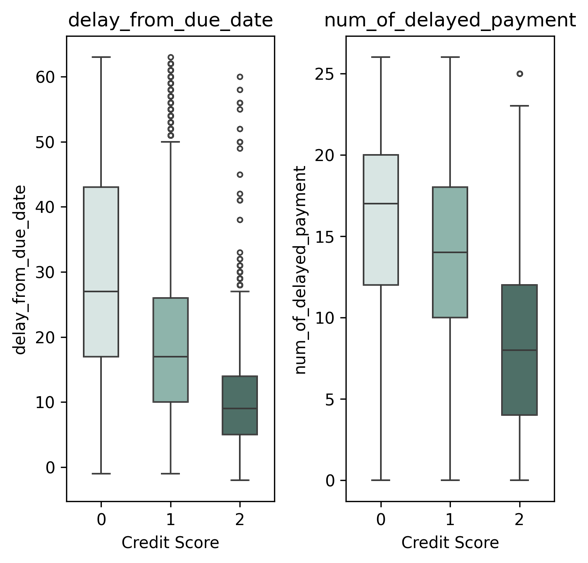 delay_from_due_date
delay_from_due_date
60
50
40
30
20
10
0
0 1 2
Credit Score
num_of_delayed_payment
num_of_delayed_payment
25
20
15
10
5
0
0 1 2
Credit Score